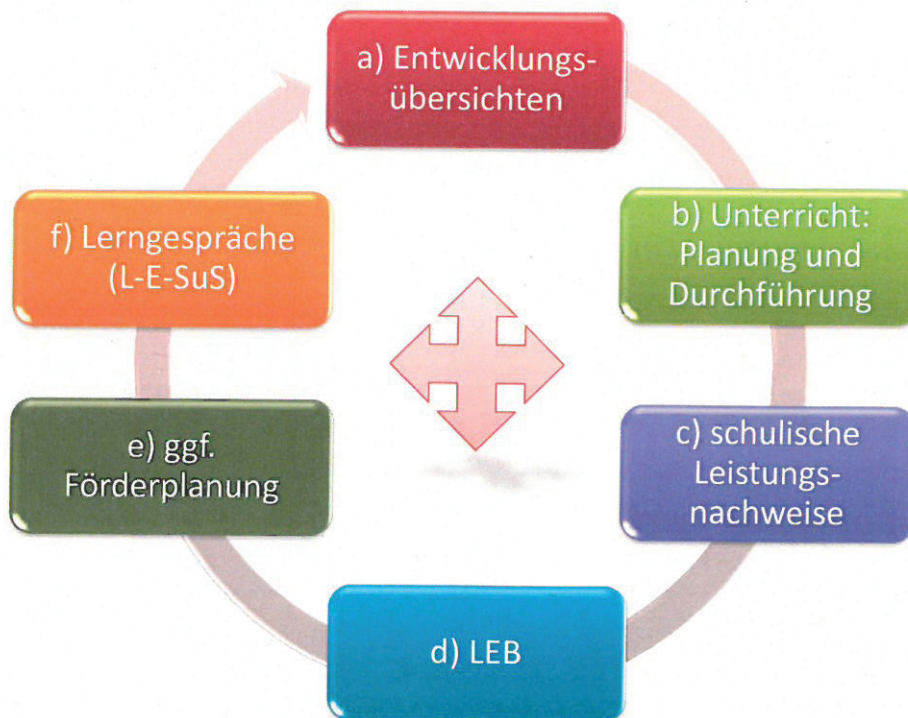 a) Entwicklungs-
übersichten
b) Unterricht:
Planung und
Durchführung
c) schulische
Leistungs-
nachweise
d) LEB
e) ggf.
Förderplanung
f) Lerngespräche
(L-E-SuS)